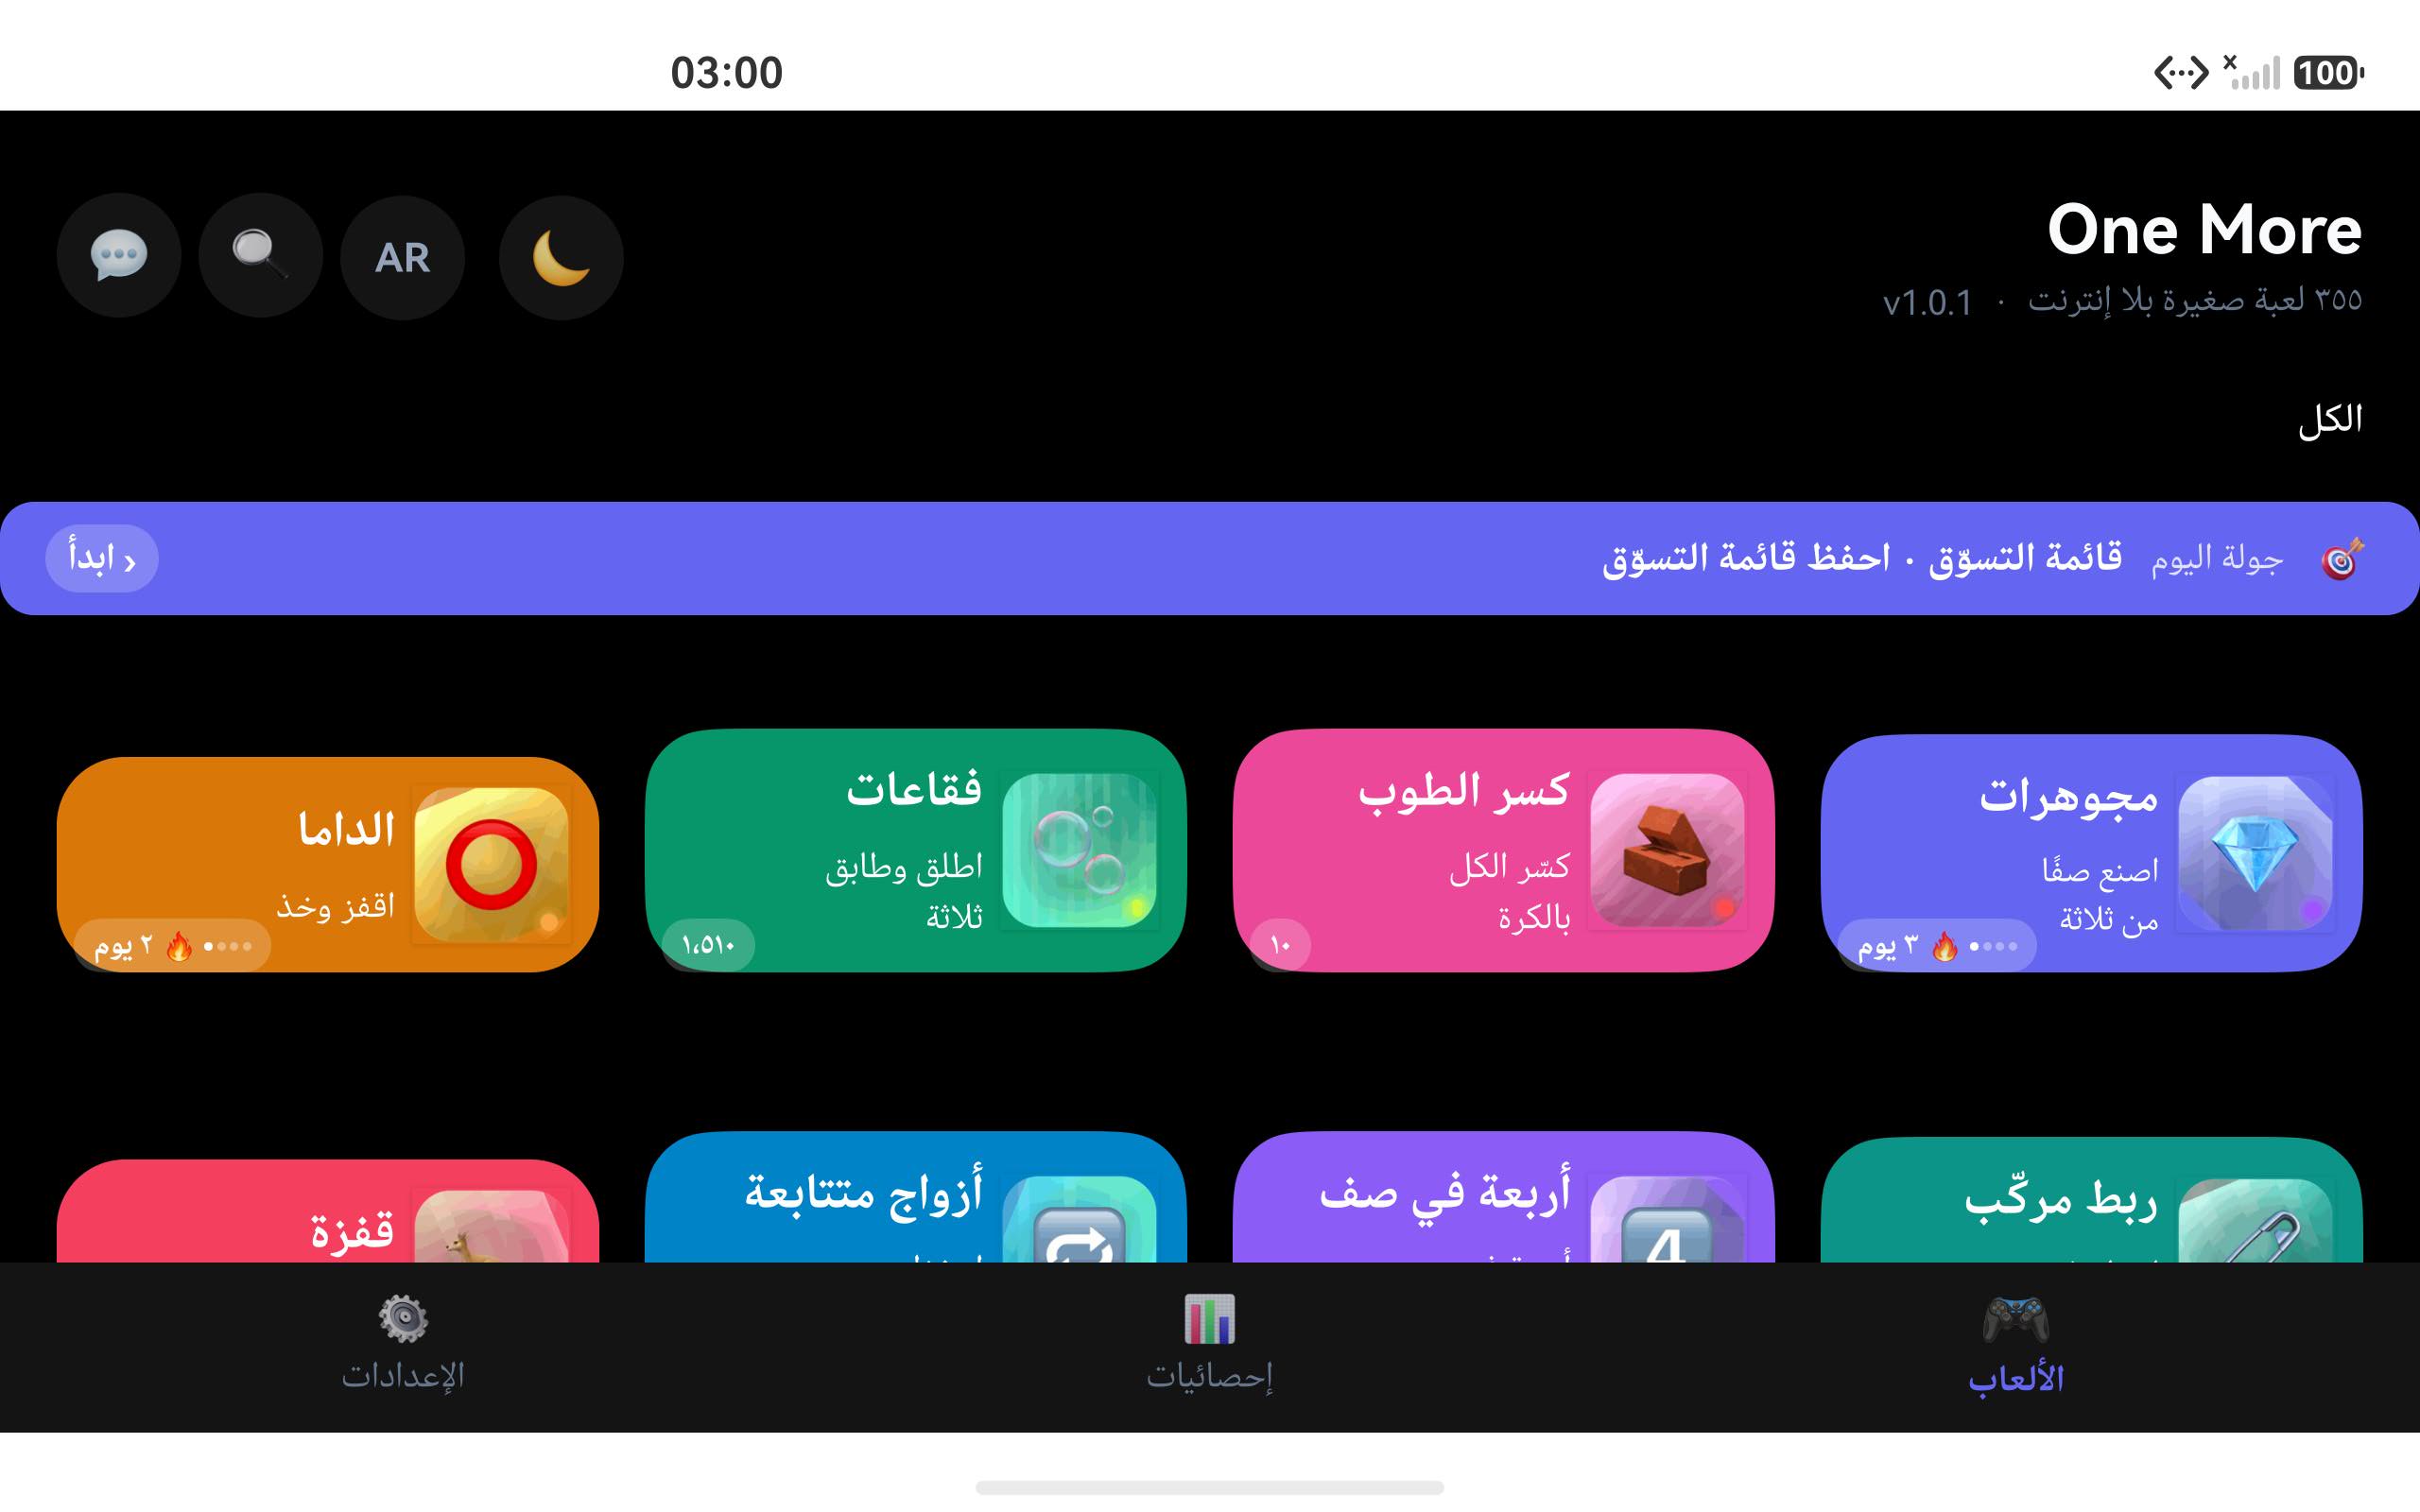 03:00
100
One More
٣٥٥ لعبة صغيرة بلا إنترنت · v1.0.1
AR
الكل
جولة اليوم قائمة التسوّق · احفظ قائمة التسوّق
ابدأ ‹
مجوهرات
اصنع صفًا
من ثلاثة
٣ يوم
كسر الطوب
كسّر الكل
بالكرة
١٠
فقاعات
اطلق وطابق
ثلاثة
١،٥١٠
الداما
اقفز وخذ
٢ يوم
ربط مركّب
أربعة في صف
4
أزواج متتابعة
قفزة
الألعاب
إحصائيات
الإعدادات